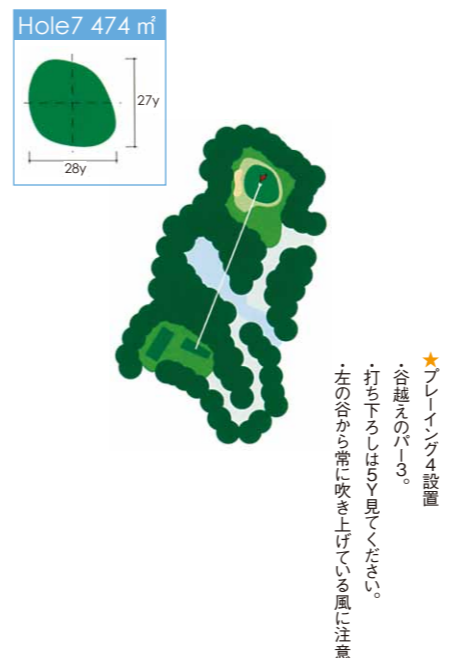 Hole7 474 ㎡
27y
28y
★プレーイング4設置
・谷越えのパー3。
・打ち下ろしは5Y見てください。
・左の谷から常に吹き上げている風に注意